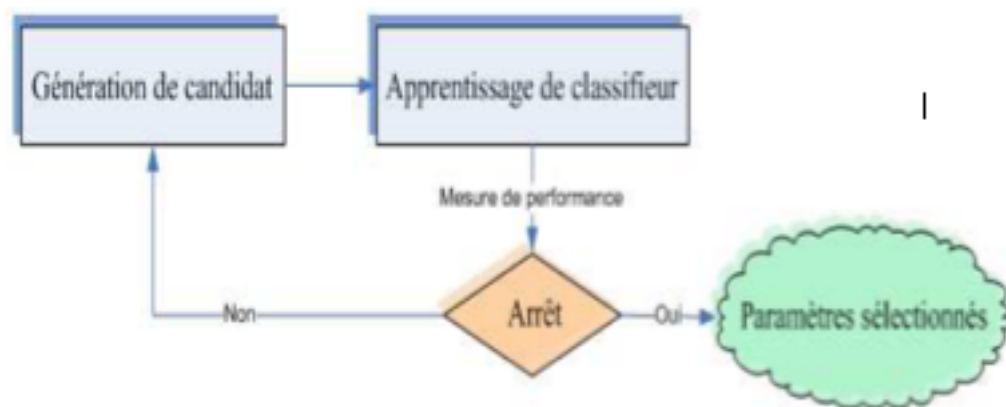 Génération de candidat
Apprentissage de classifieur
Mesure de performance
Arrêt
Non
Oui
Paramètres sélectionnés